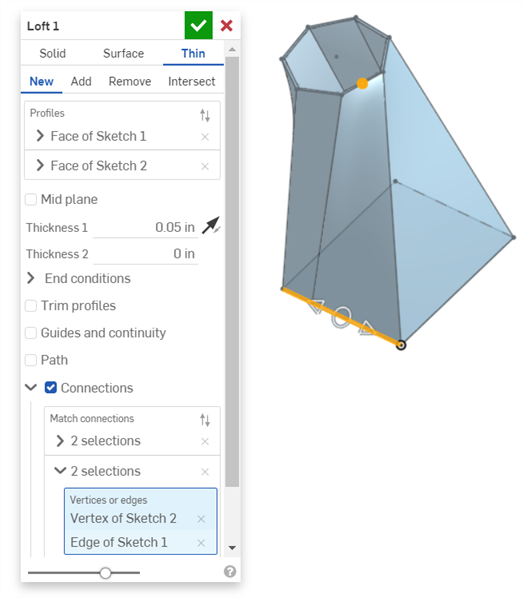 Loft 1
Solid Surface Thin
New Add Remove Intersect
Profiles
Face of Sketch 1
Face of Sketch 2
Mid plane
Thickness 1 0.05 in
Thickness 2 0 in
End conditions
Trim profiles
Guides and continuity
Path
Connections
Match connections
2 selections
2 selections
Vertices or edges
Vertex of Sketch 2
Edge of Sketch 1